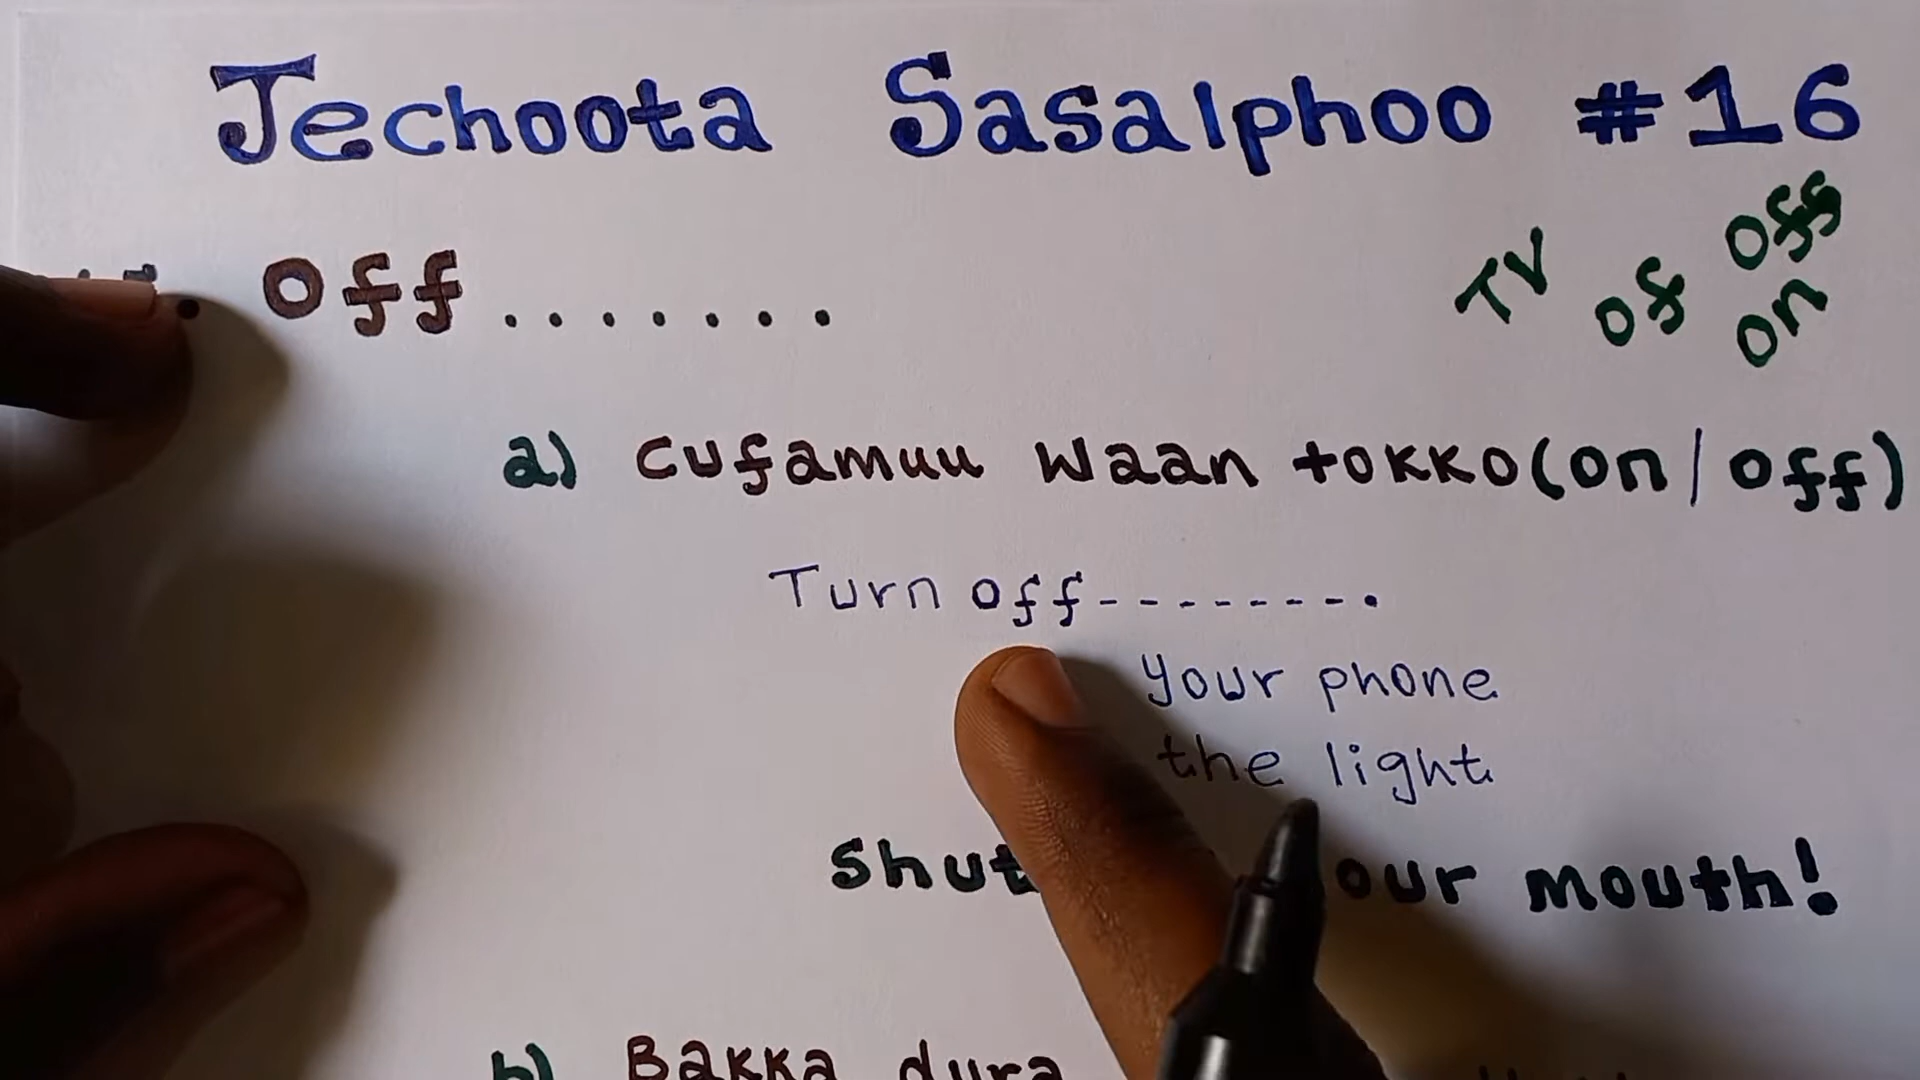 Jechoota Sasalphoo #16
Off.......
TV of off
on
a) Cufamuu waan tokko(on/off)
Turn off--------.
your phone
the light
Shut our mouth!
b) Bakka dura